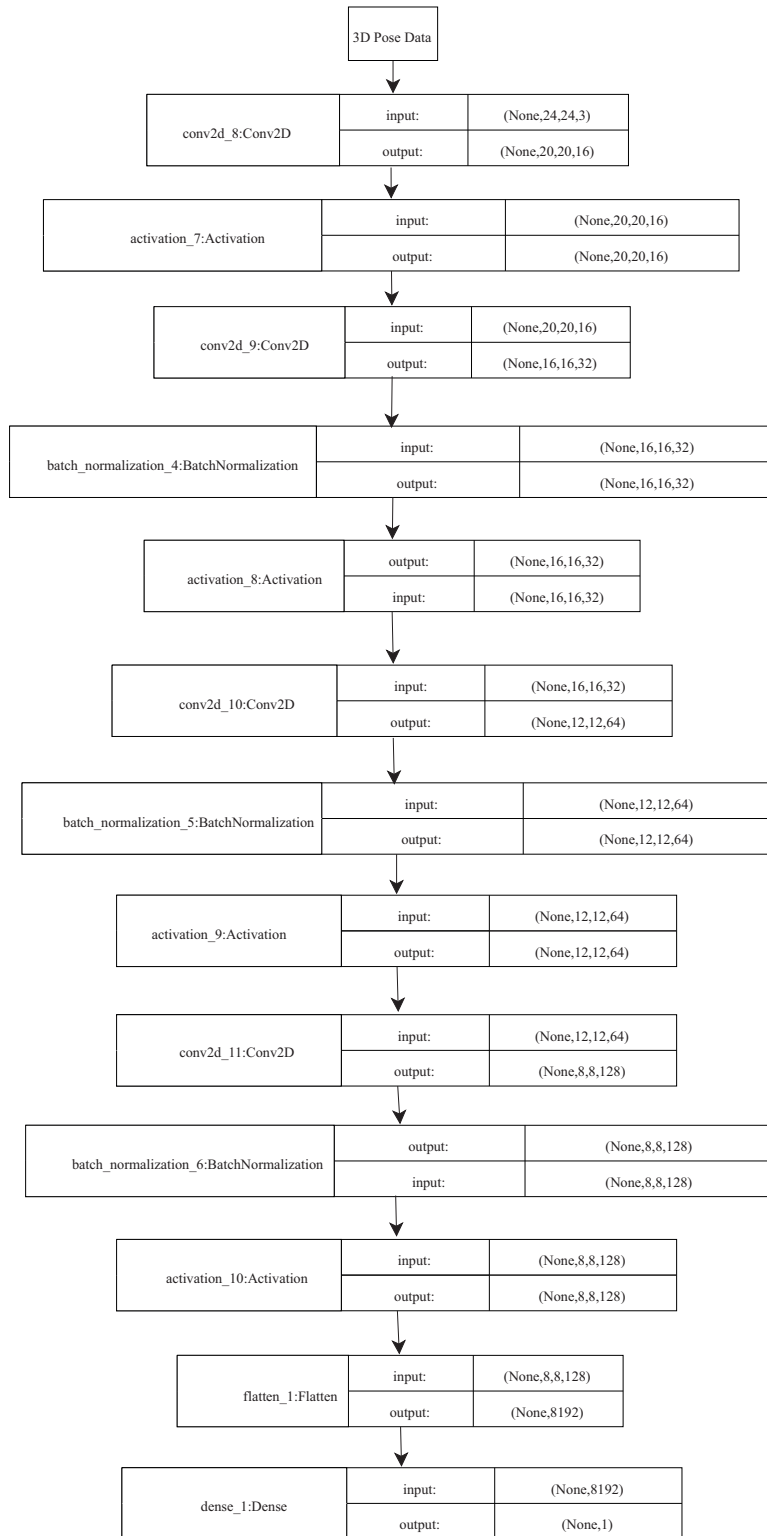 3D Pose Data
conv2d_8:Conv2D
input: (None,24,24,3)
output: (None,20,20,16)
activation_7:Activation
input: (None,20,20,16)
output: (None,20,20,16)
conv2d_9:Conv2D
input: (None,20,20,16)
output: (None,16,16,32)
batch_normalization_4:BatchNormalization
input: (None,16,16,32)
output: (None,16,16,32)
activation_8:Activation
output: (None,16,16,32)
input: (None,16,16,32)
conv2d_10:Conv2D
input: (None,16,16,32)
output: (None,12,12,64)
batch_normalization_5:BatchNormalization
input: (None,12,12,64)
output: (None,12,12,64)
activation_9:Activation
input: (None,12,12,64)
output: (None,12,12,64)
conv2d_11:Conv2D
input: (None,12,12,64)
output: (None,8,8,128)
batch_normalization_6:BatchNormalization
output: (None,8,8,128)
input: (None,8,8,128)
activation_10:Activation
input: (None,8,8,128)
output: (None,8,8,128)
flatten_1:Flatten
input: (None,8,8,128)
output: (None,8192)
dense_1:Dense
input: (None,8192)
output: (None,1)